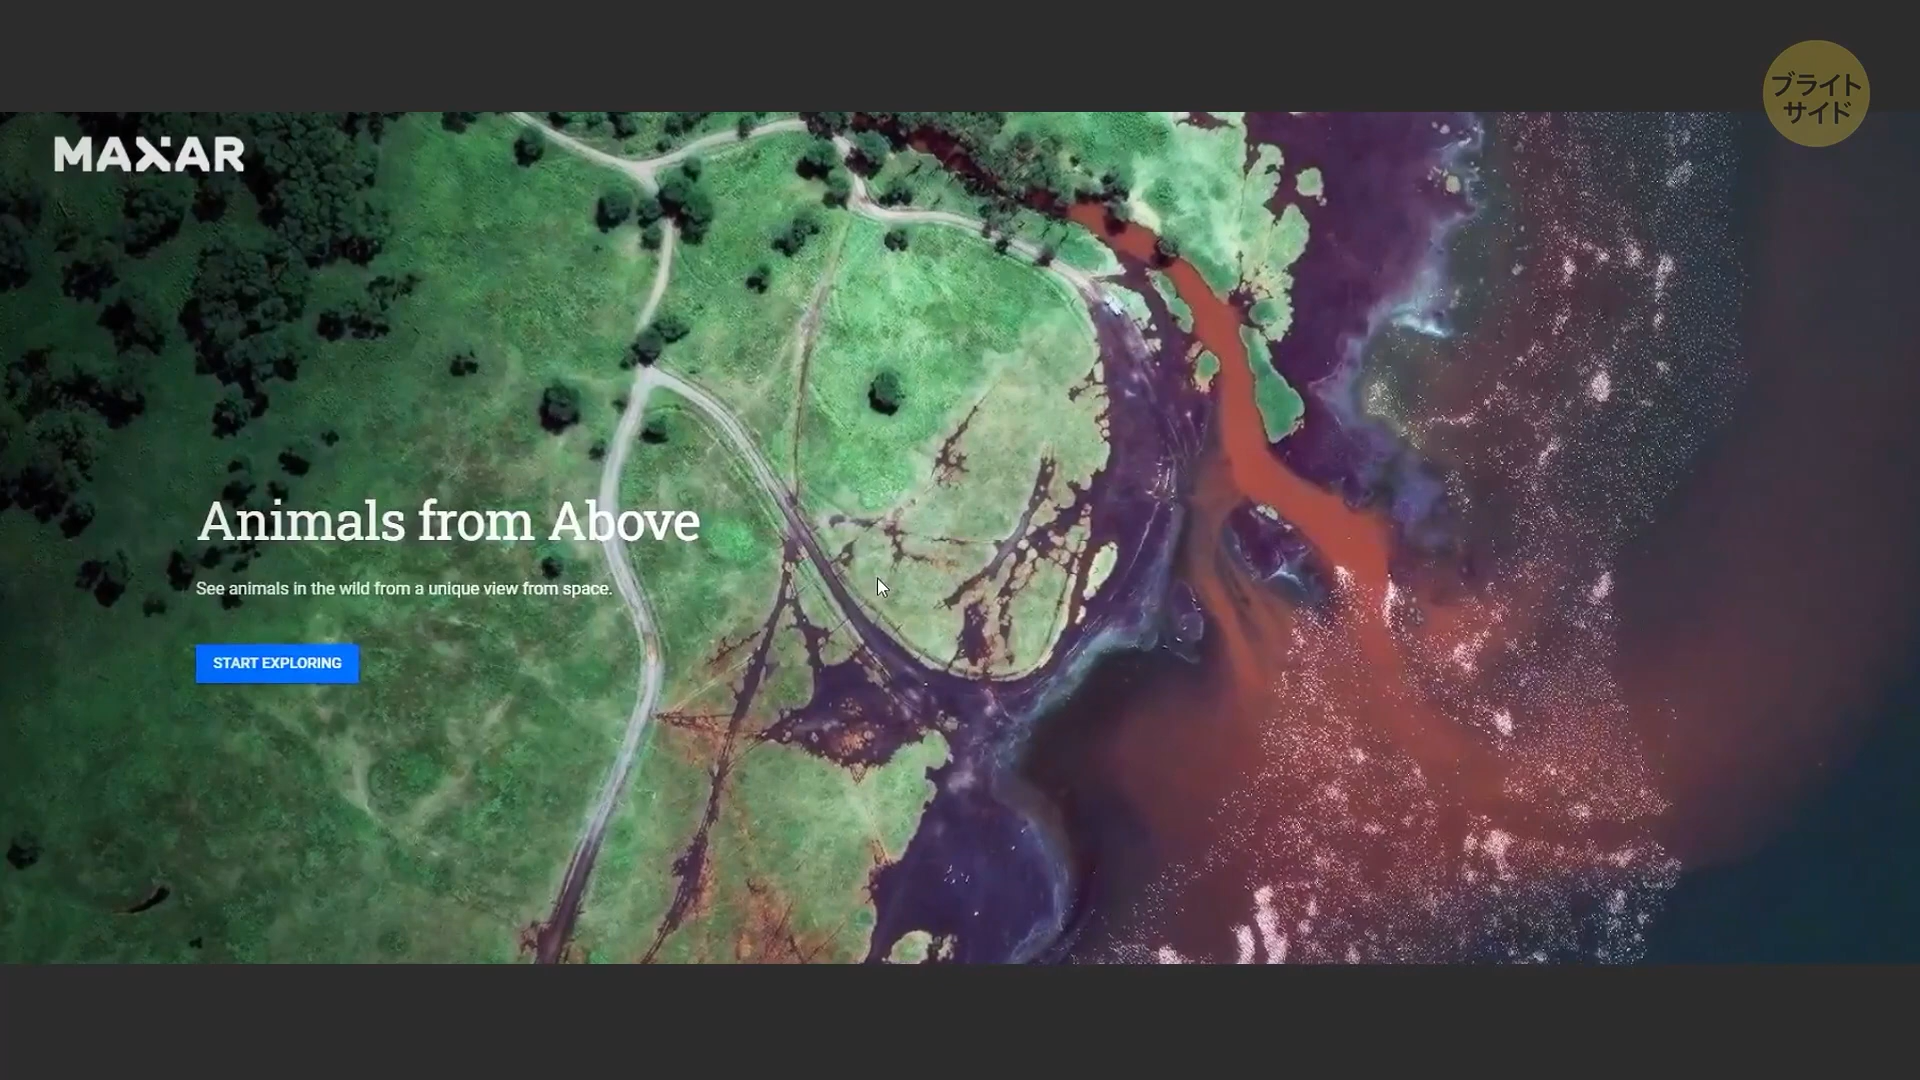 ブライト
サイド
MAXAR
Animals from Above
See animals in the wild from a unique view from space.
START EXPLORING